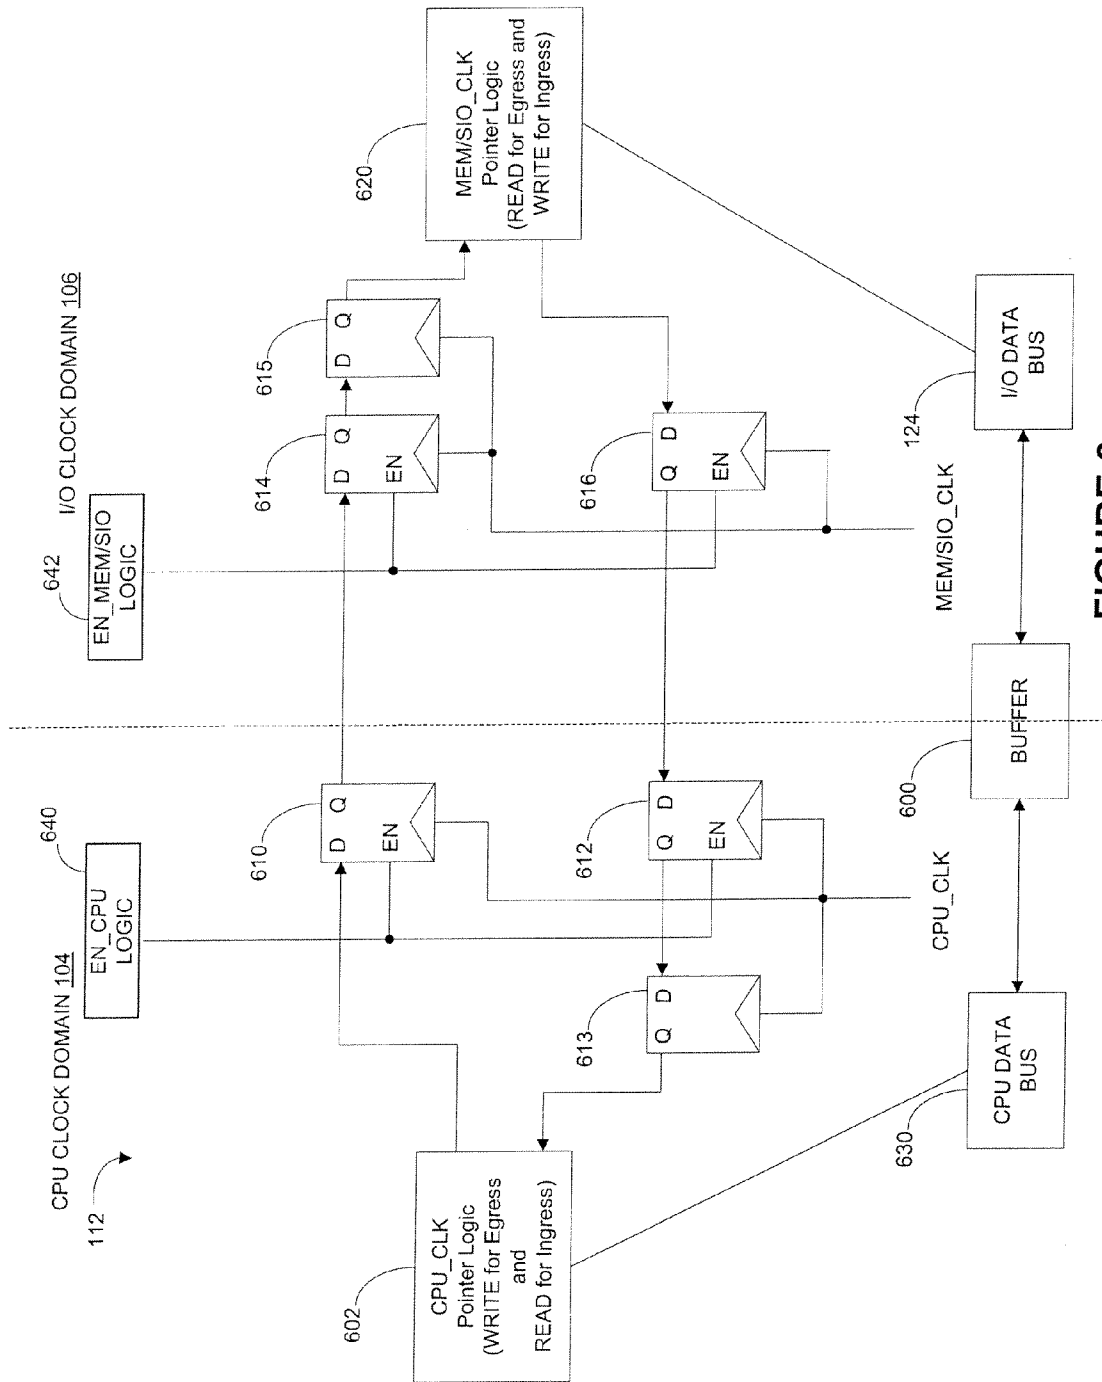 CPU CLOCK DOMAIN 104
I/O CLOCK DOMAIN 106
112
640
EN_CPU
LOGIC
642
EN_MEM/SIO
LOGIC
602
CPU_CLK
Pointer Logic
(WRITE for Egress
and
READ for Ingress)
610
D Q
EN
614
D Q
EN
615
D Q
620
MEM/SIO_CLK
Pointer Logic
(READ for Egress and
WRITE for Ingress)
613
Q D
612
Q D
EN
616
Q D
EN
CPU_CLK
MEM/SIO_CLK
630
CPU DATA
BUS
600
BUFFER
124
I/O DATA
BUS
FIGURE